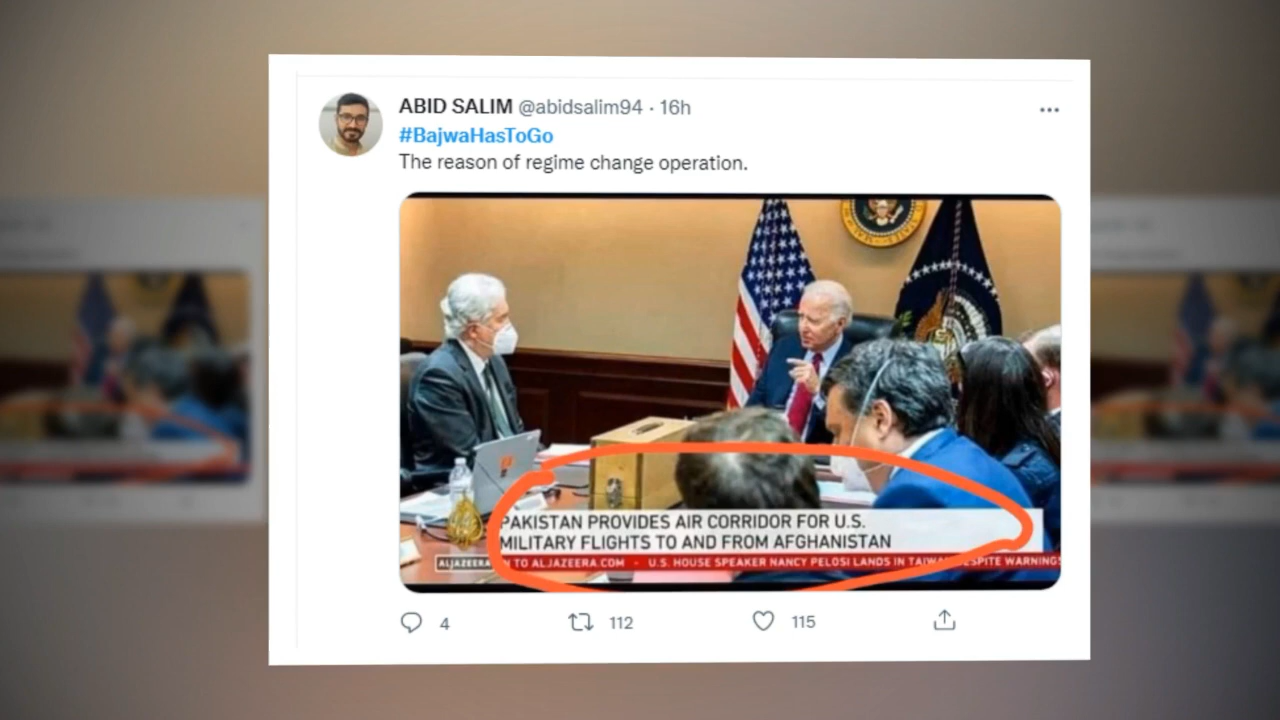 ABID SALIM @abidsalim94 · 16h
#BajwaHasToGo
The reason of regime change operation.
PAKISTAN PROVIDES AIR CORRIDOR FOR U.S.
MILITARY FLIGHTS TO AND FROM AFGHANISTAN
ALJAZEERA N TO ALJAZEERA.COM • U.S. HOUSE SPEAKER NANCY PELOSI LANDS IN TAIWAN DESPITE WARNINGS
4 112 115